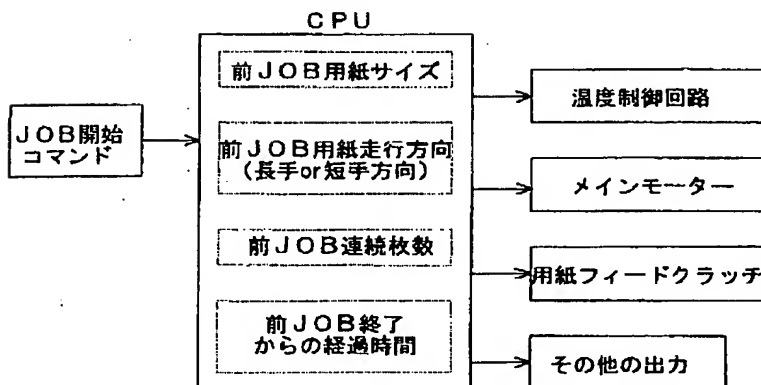 CPU
前JOB用紙サイズ
温度制御回路
JOB開始
コマンド
前JOB用紙走行方向
(長手or短手方向)
メインモーター
前JOB連続枚数
用紙フィードクラッチ
前JOB終了
からの経過時間
その他の出力